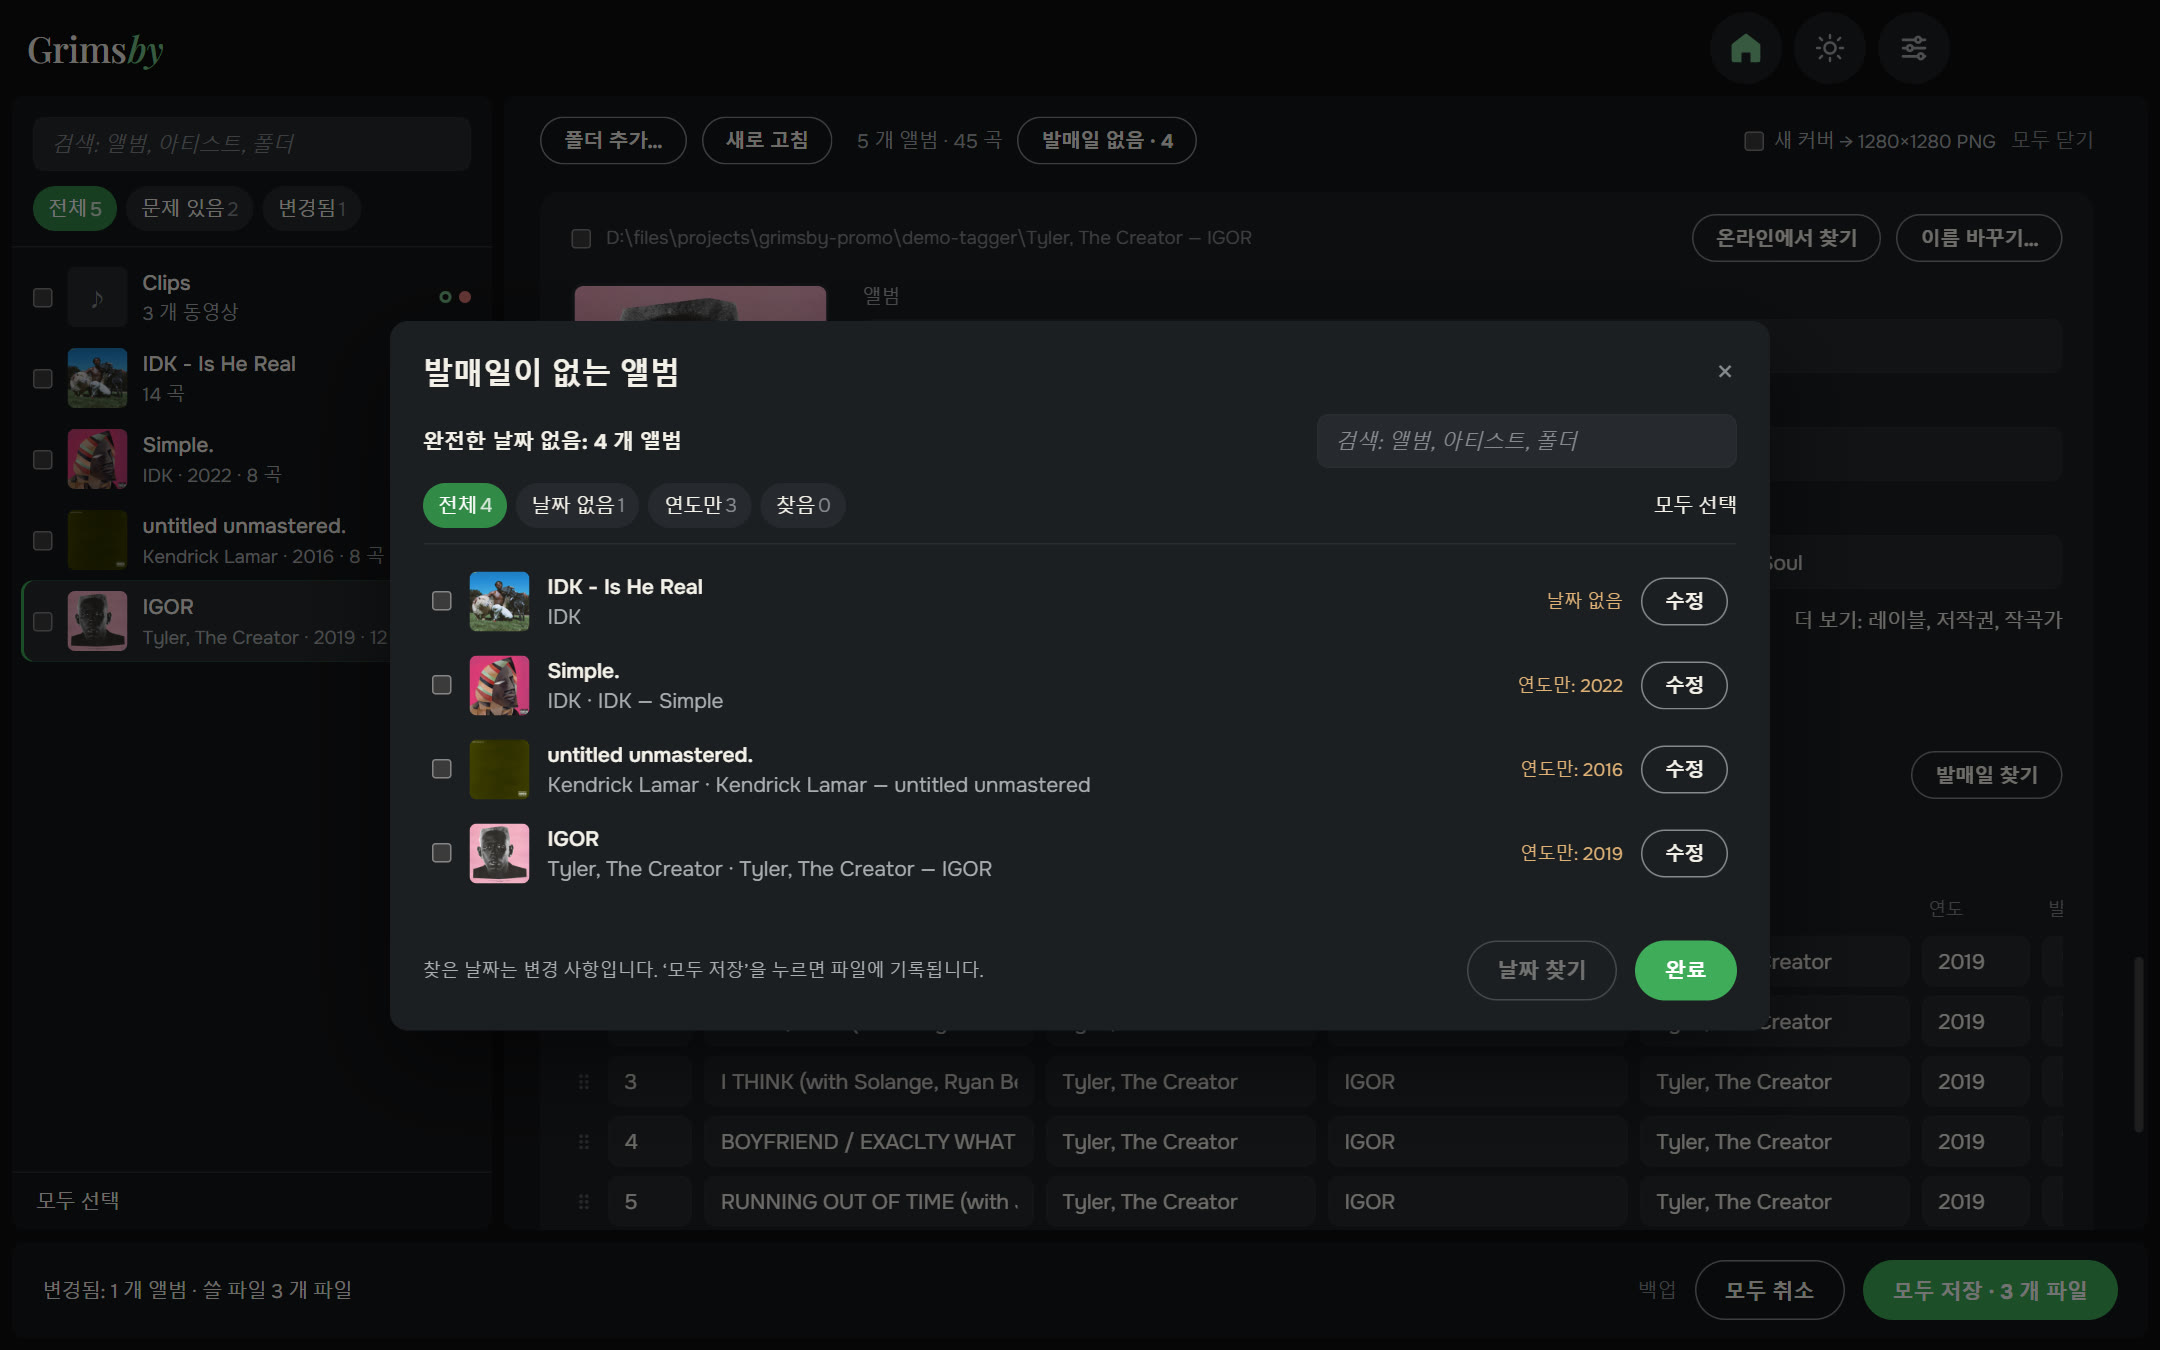 Grimsby
검색: 앨범, 아티스트, 폴더
전체 5
문제 있음 2
변경됨 1
Clips
3 개 동영상
IDK - Is He Real
14 곡
Simple.
IDK · 2022 · 8 곡
untitled unmastered.
Kendrick Lamar · 2016 · 8 곡
IGOR
Tyler, The Creator · 2019 · 12
모두 선택
폴더 추가...
새로 고침
5 개 앨범 · 45 곡
발매일 없음 · 4
새 커버 → 1280×1280 PNG
모두 닫기
D:\files\projects\grimsby-promo\demo-tagger\Tyler, The Creator — IGOR
온라인에서 찾기
이름 바꾸기...
앨범
Soul
더 보기: 레이블, 저작권, 작곡가
발매일 찾기
발매일이 없는 앨범
×
완전한 날짜 없음: 4 개 앨범
검색: 앨범, 아티스트, 폴더
전체 4
날짜 없음 1
연도만 3
찾음 0
모두 선택
IDK - Is He Real
IDK
날짜 없음
수정
Simple.
IDK · IDK — Simple
연도만: 2022
수정
untitled unmastered.
Kendrick Lamar · Kendrick Lamar — untitled unmastered
연도만: 2016
수정
IGOR
Tyler, The Creator · Tyler, The Creator — IGOR
연도만: 2019
수정
찾은 날짜는 변경 사항입니다. ‘모두 저장’을 누르면 파일에 기록됩니다.
날짜 찾기
완료
연도
발
Creator
2019
Creator
2019
3
I THINK (with Solange, Ryan Be
Tyler, The Creator
IGOR
Tyler, The Creator
2019
4
BOYFRIEND / EXACLTY WHAT
Tyler, The Creator
IGOR
Tyler, The Creator
2019
5
RUNNING OUT OF TIME (with
Tyler, The Creator
IGOR
Tyler, The Creator
2019
변경됨: 1 개 앨범 · 쓸 파일 3 개 파일
백업
모두 취소
모두 저장 · 3 개 파일